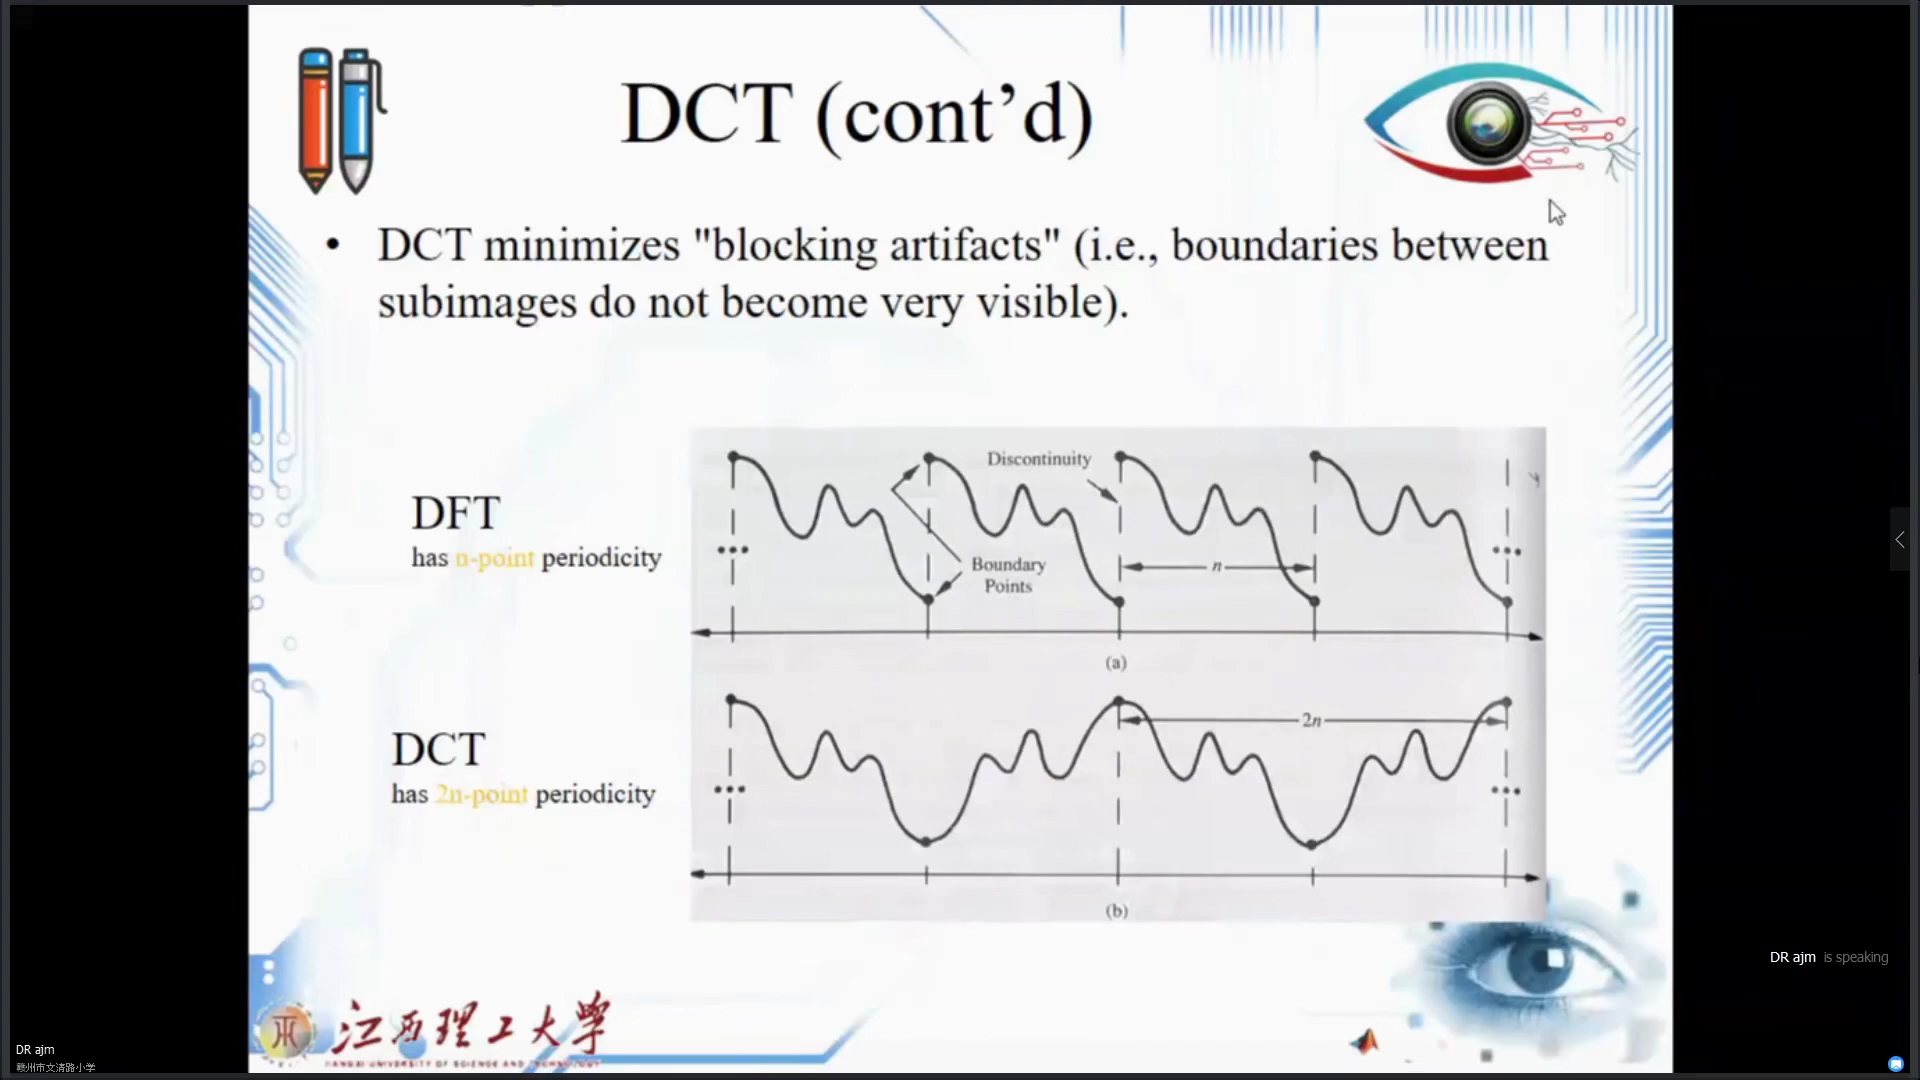 DCT (cont’d)
• DCT minimizes "blocking artifacts" (i.e., boundaries between
subimages do not become very visible).
DFT
has n-point periodicity
Discontinuity
Boundary
Points
n
(a)
DCT
has 2n-point periodicity
2n
(b)
江西理工大学
JIANGXI UNIVERSITY OF SCIENCE AND TECHNOLOGY
DR ajm is speaking
DR ajm
赣州市文清路小学